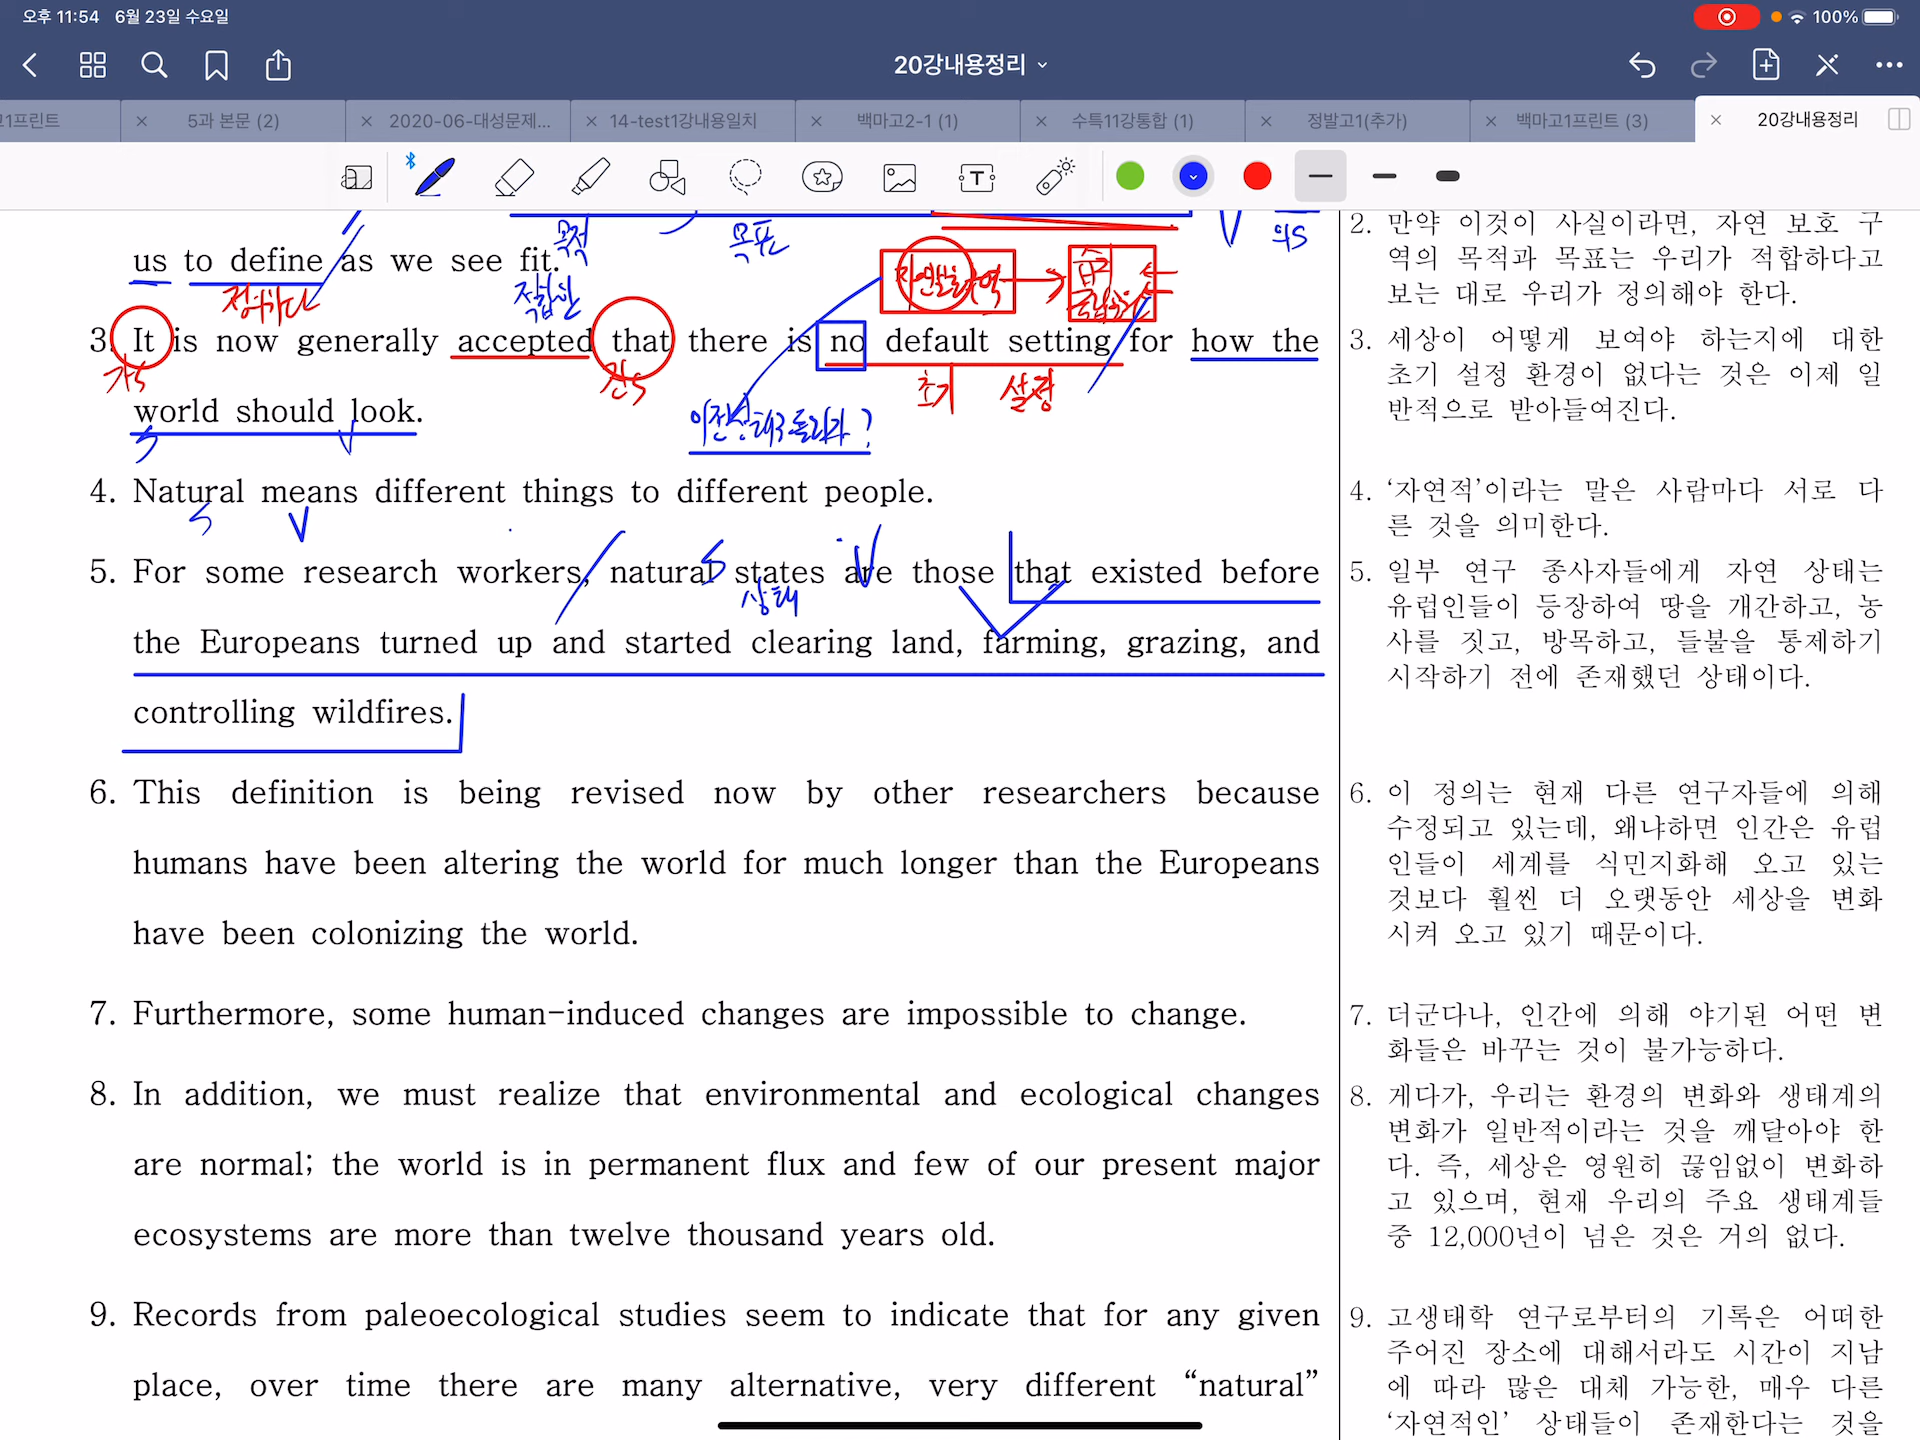 오후 11:54 6월 23일 수요일
100%
20강내용정리
고1프린트
5과 본문 (2)
2020-06-대성문제...
14-test1강내용일치
백마고2-1 (1)
수특11강통합 (1)
정발고1(추가)
백마고1프린트 (3)
20강내용정리
목적 목표
us to define as we see fit.
정하다 적합한
3. It is now generally accepted that there is no default setting for how the
가S 진S 초기 설정
world should look.
S V
4. Natural means different things to different people.
S V
5. For some research workers, natural states are those that existed before
상태
the Europeans turned up and started clearing land, farming, grazing, and
controlling wildfires.
6. This definition is being revised now by other researchers because
humans have been altering the world for much longer than the Europeans
have been colonizing the world.
7. Furthermore, some human-induced changes are impossible to change.
8. In addition, we must realize that environmental and ecological changes
are normal; the world is in permanent flux and few of our present major
ecosystems are more than twelve thousand years old.
9. Records from paleoecological studies seem to indicate that for any given
place, over time there are many alternative, very different “natural”
2. 만약 이것이 사실이라면, 자연 보호 구
역의 목적과 목표는 우리가 적합하다고
보는 대로 우리가 정의해야 한다.
3. 세상이 어떻게 보여야 하는지에 대한
초기 설정 환경이 없다는 것은 이제 일
반적으로 받아들여진다.
4. ‘자연적’이라는 말은 사람마다 서로 다
른 것을 의미한다.
5. 일부 연구 종사자들에게 자연 상태는
유럽인들이 등장하여 땅을 개간하고, 농
사를 짓고, 방목하고, 들불을 통제하기
시작하기 전에 존재했던 상태이다.
6. 이 정의는 현재 다른 연구자들에 의해
수정되고 있는데, 왜냐하면 인간은 유럽
인들이 세계를 식민지화해 오고 있는
것보다 훨씬 더 오랫동안 세상을 변화
시켜 오고 있기 때문이다.
7. 더군다나, 인간에 의해 야기된 어떤 변
화들은 바꾸는 것이 불가능하다.
8. 게다가, 우리는 환경의 변화와 생태계의
변화가 일반적이라는 것을 깨달아야 한
다. 즉, 세상은 영원히 끊임없이 변화하
고 있으며, 현재 우리의 주요 생태계들
중 12,000년이 넘은 것은 거의 없다.
9. 고생태학 연구로부터의 기록은 어떠한
주어진 장소에 대해서라도 시간이 지남
에 따라 많은 대체 가능한, 매우 다른
‘자연적인’ 상태들이 존재한다는 것을